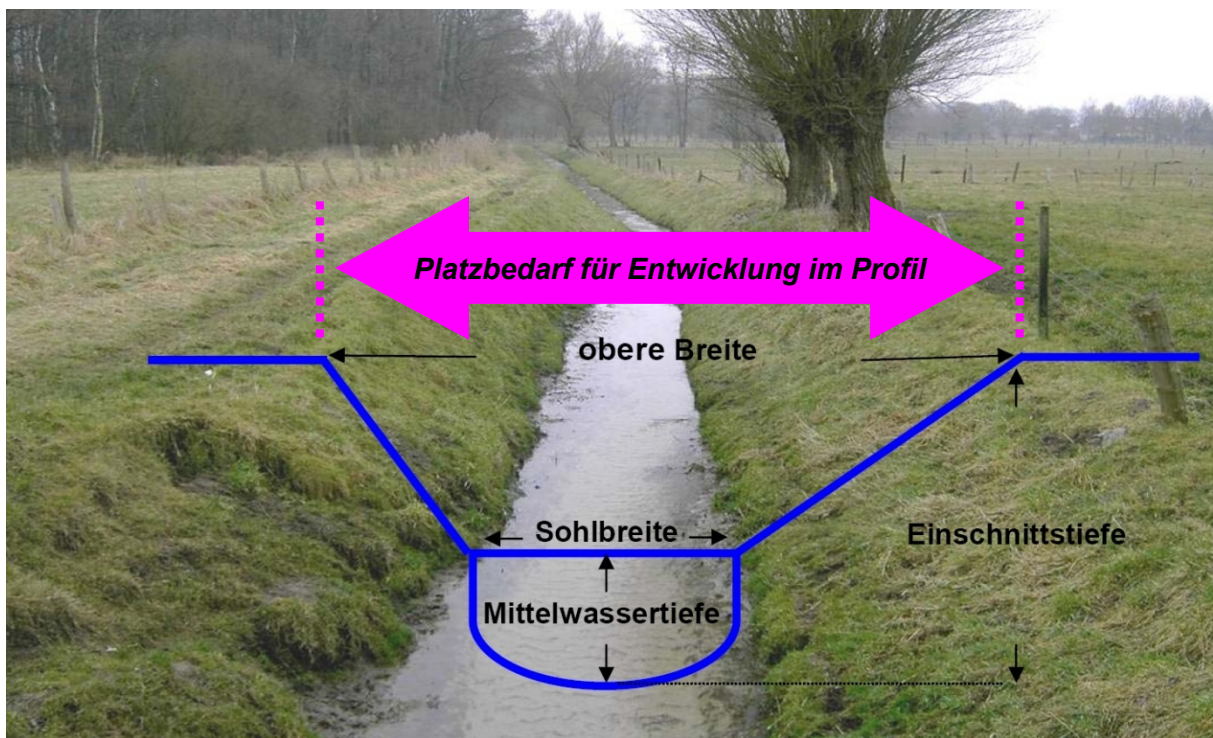 Platzbedarf für Entwicklung im Profil
obere Breite
Sohlbreite
Einschnittstiefe
Mittelwassertiefe